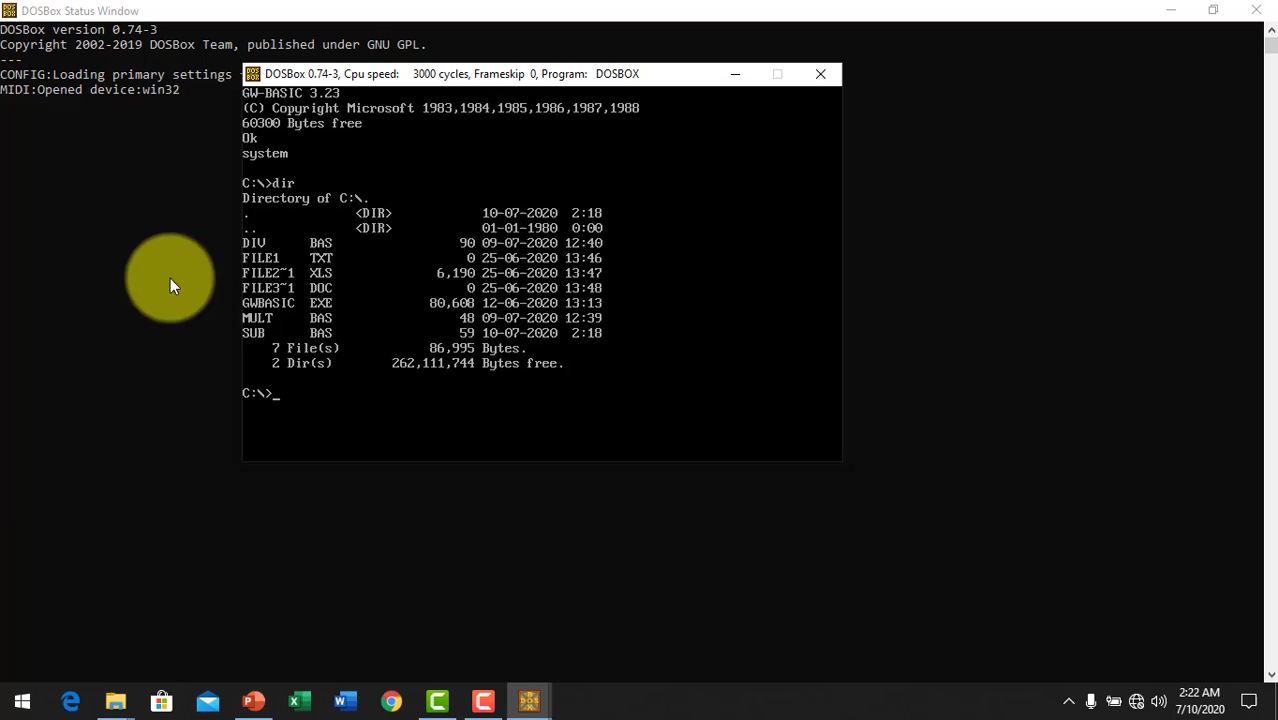 DOSBox Status Window
DOSBox version 0.74-3
Copyright 2002-2019 DOSBox Team, published under GNU GPL.
---
CONFIG:Loading primary settings
MIDI:Opened device:win32
DOSBox 0.74-3, Cpu speed: 3000 cycles, Frameskip 0, Program: DOSBOX
GW-BASIC 3.23
(C) Copyright Microsoft 1983,1984,1985,1986,1987,1988
60300 Bytes free
Ok
system
C:\>dir
Directory of C:\.
. <DIR> 10-07-2020 2:18
.. <DIR> 01-01-1980 0:00
DIV BAS 90 09-07-2020 12:40
FILE1 TXT 0 25-06-2020 13:46
FILE2~1 XLS 6,190 25-06-2020 13:47
FILE3~1 DOC 0 25-06-2020 13:48
GWBASIC EXE 80,608 12-06-2020 13:13
MULT BAS 48 09-07-2020 12:39
SUB BAS 59 10-07-2020 2:18
7 File(s) 86,995 Bytes.
2 Dir(s) 262,111,744 Bytes free.
C:\>_
2:22 AM
7/10/2020